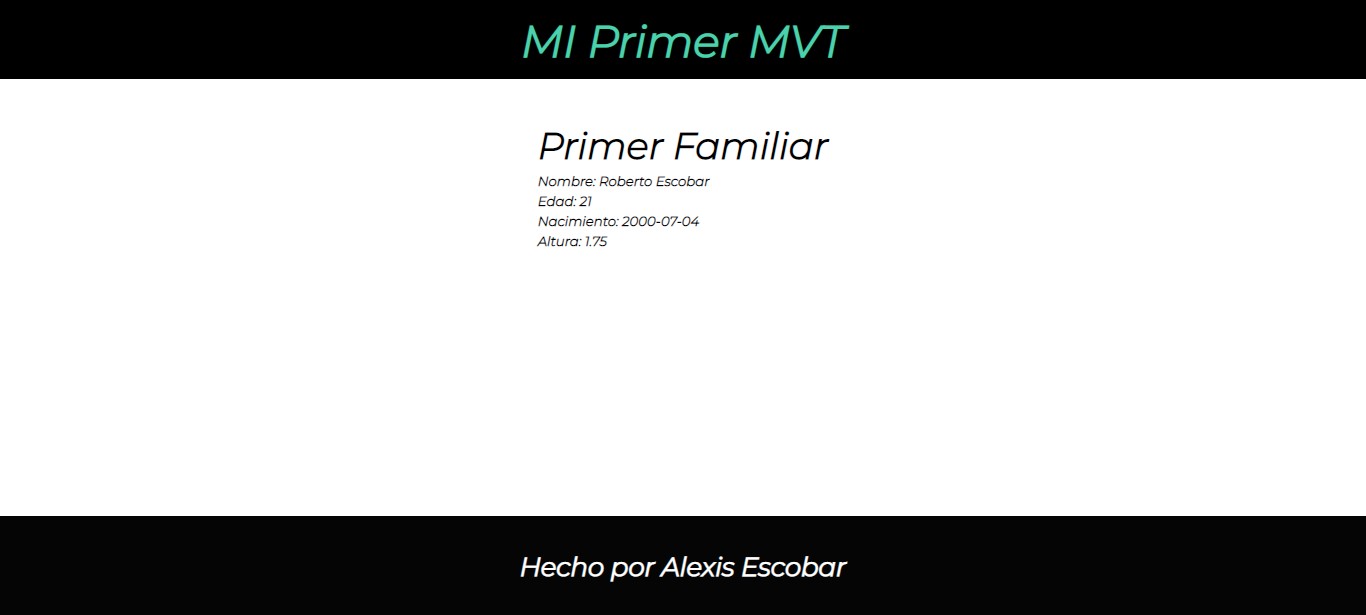 MI Primer MVT
Primer Familiar
Nombre: Roberto Escobar
Edad: 21
Nacimiento: 2000-07-04
Altura: 1.75
Hecho por Alexis Escobar